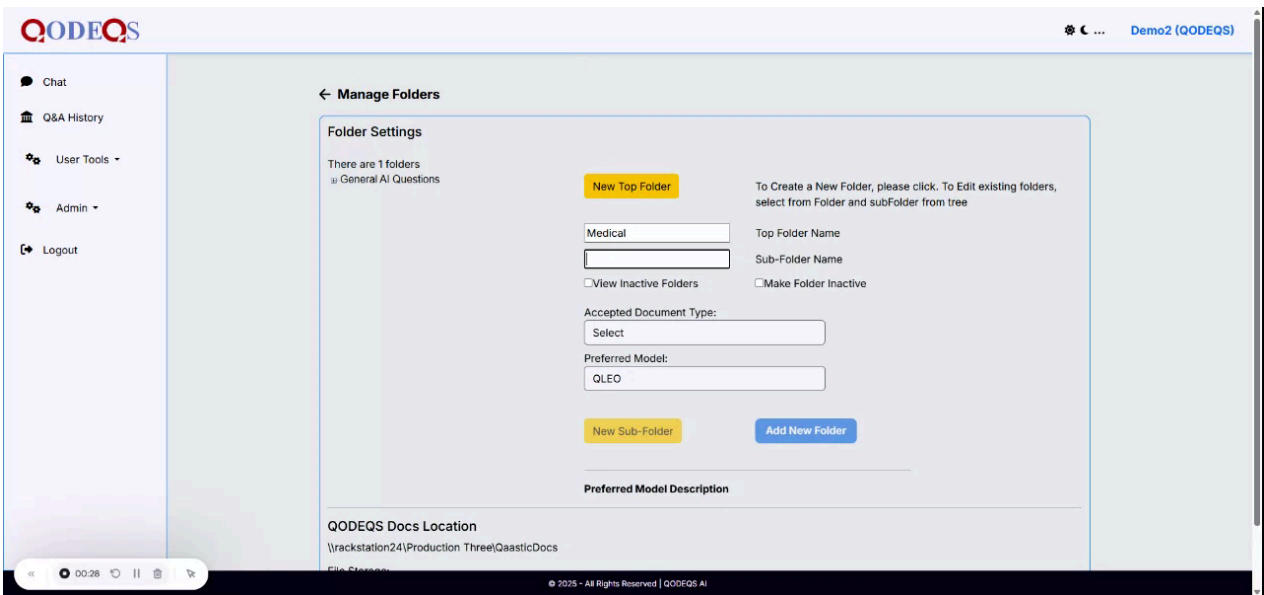 QODEQS
Demo2 (QODEQS)
Chat
Q&A History
User Tools
Admin
Logout
Manage Folders
Folder Settings
There are 1 folders
General AI Questions
New Top Folder
To Create a New Folder, please click. To Edit existing folders,
select from Folder and subFolder from tree
Medical
Top Folder Name
Sub-Folder Name
View Inactive Folders
Make Folder Inactive
Accepted Document Type:
Select
Preferred Model:
QLEO
New Sub-Folder
Add New Folder
Preferred Model Description
QODEQS Docs Location
\\rackstation24\Production Three\QaasticDocs
File Storage:
00:28
© 2025 - All Rights Reserved | QODEQS AI